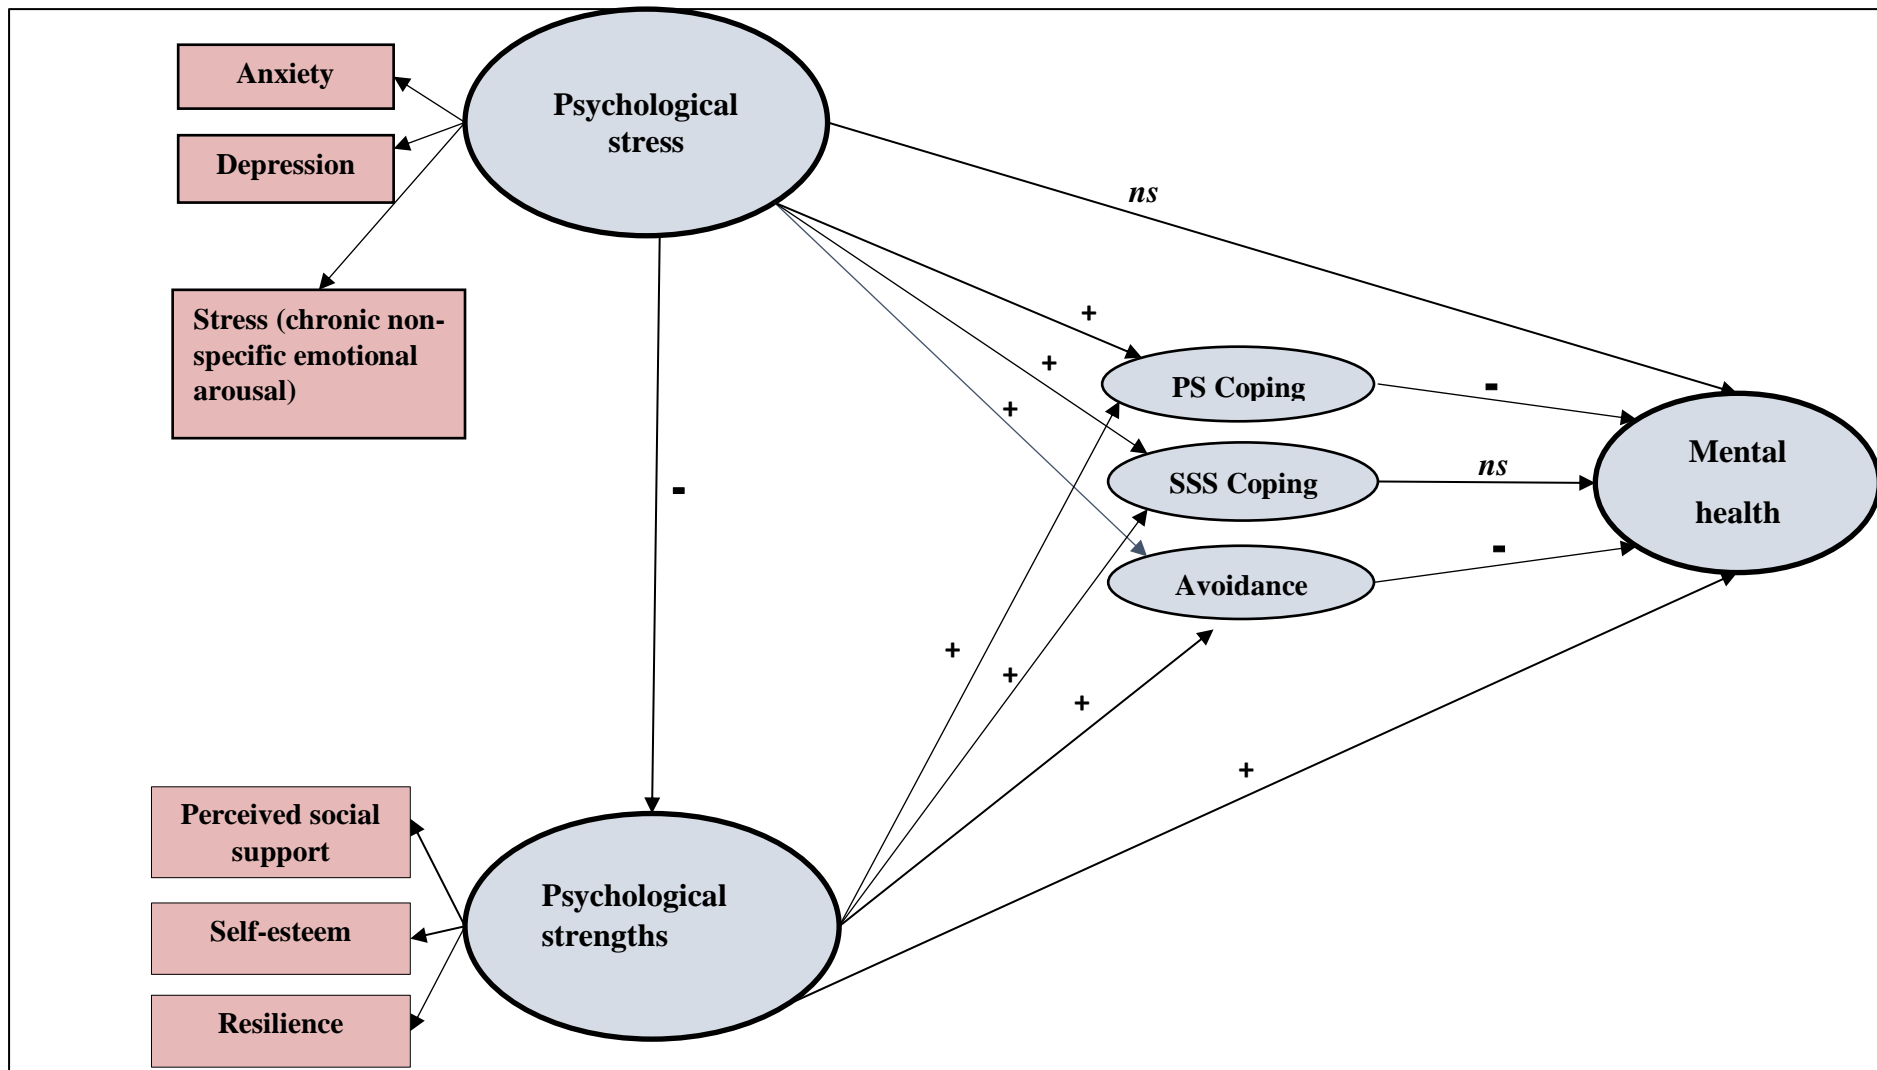 Anxiety
Depression
Stress (chronic non-
specific emotional
arousal)
Psychological
stress
ns
+
+
+
PS Coping
-
SSS Coping
ns
Avoidance
-
Mental
health
-
+
+
+
+
Perceived social
support
Self-esteem
Resilience
Psychological
strengths